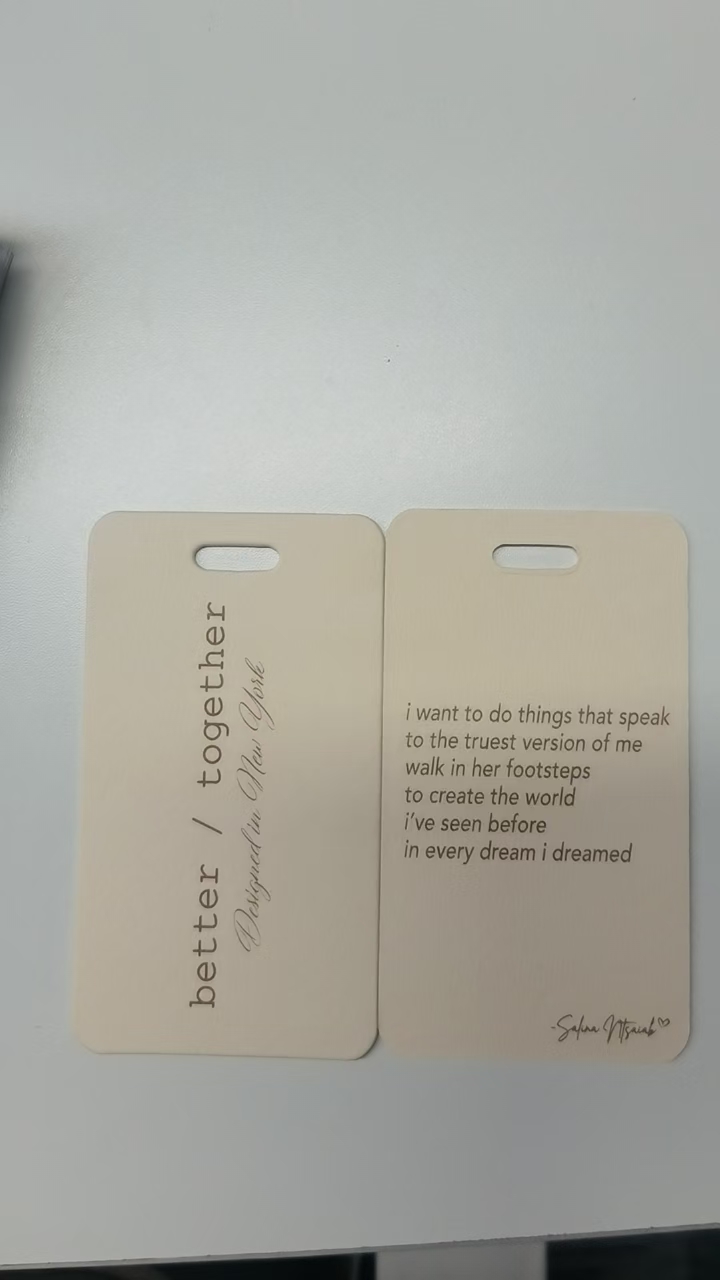 better / together
Designed in New York
i want to do things that speak
to the truest version of me
walk in her footsteps
to create the world
i've seen before
in every dream i dreamed
-Salina